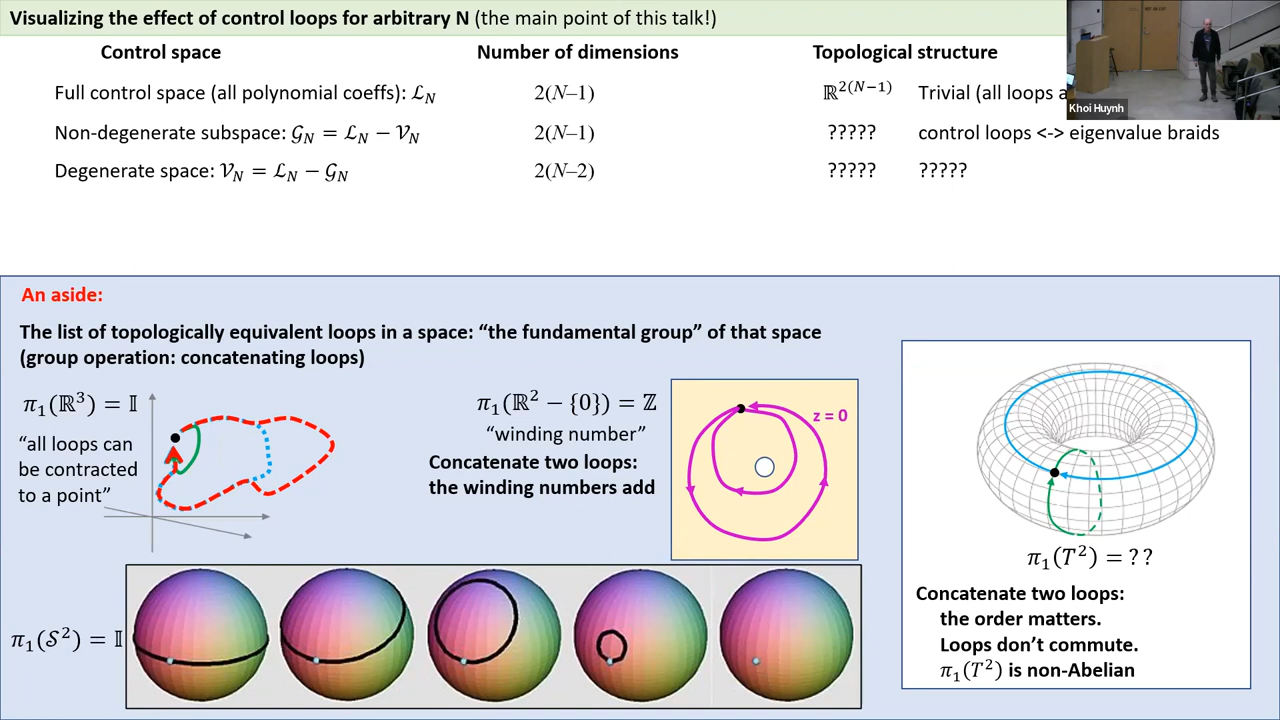 Visualizing the effect of control loops for arbitrary N (the main point of this talk!)
Control space Number of dimensions Topological structure
Full control space (all polynomial coeffs): ℒ_N 2(N–1) ℝ^{2(N−1)} Trivial (all loops a
Khoi Huynh
Non-degenerate subspace: 𝒢_N = ℒ_N − 𝒱_N 2(N–1) ????? control loops <-> eigenvalue braids
Degenerate space: 𝒱_N = ℒ_N − 𝒢_N 2(N–2) ????? ?????
An aside:
The list of topologically equivalent loops in a space: “the fundamental group” of that space
(group operation: concatenating loops)
π₁(ℝ³) = 𝕀
“all loops can
be contracted
to a point”
π₁(ℝ² − {0}) = ℤ
“winding number”
Concatenate two loops:
the winding numbers add
z = 0
π₁(𝒮²) = 𝕀
π₁(T²) = ??
Concatenate two loops:
the order matters.
Loops don’t commute.
π₁(T²) is non-Abelian